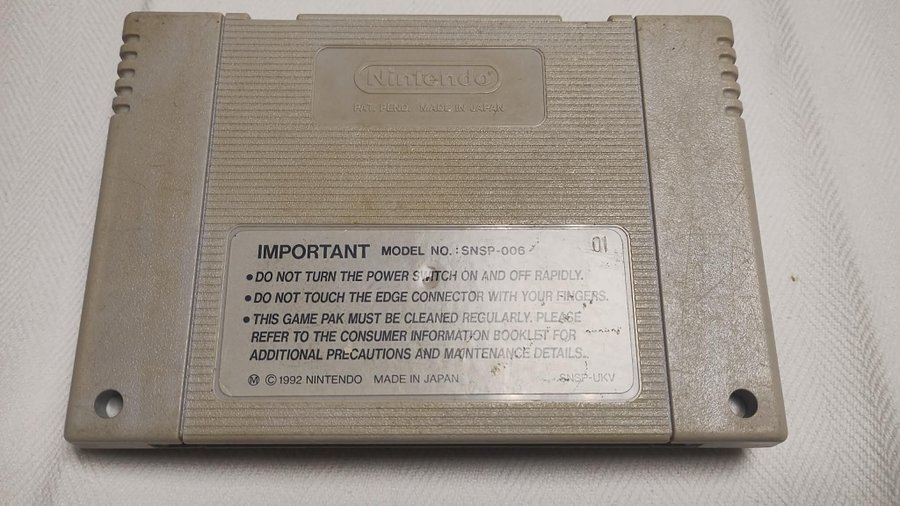 Nintendo®
PAT. PEND. MADE IN JAPAN
IMPORTANT MODEL NO.: SNSP-006 01
● DO NOT TURN THE POWER SWITCH ON AND OFF RAPIDLY.
● DO NOT TOUCH THE EDGE CONNECTOR WITH YOUR FINGERS.
● THIS GAME PAK MUST BE CLEANED REGULARLY. PLEASE
REFER TO THE CONSUMER INFORMATION BOOKLET FOR
ADDITIONAL PRECAUTIONS AND MAINTENANCE DETAILS.
Ⓜ © 1992 NINTENDO MADE IN JAPAN SNSP-UKV